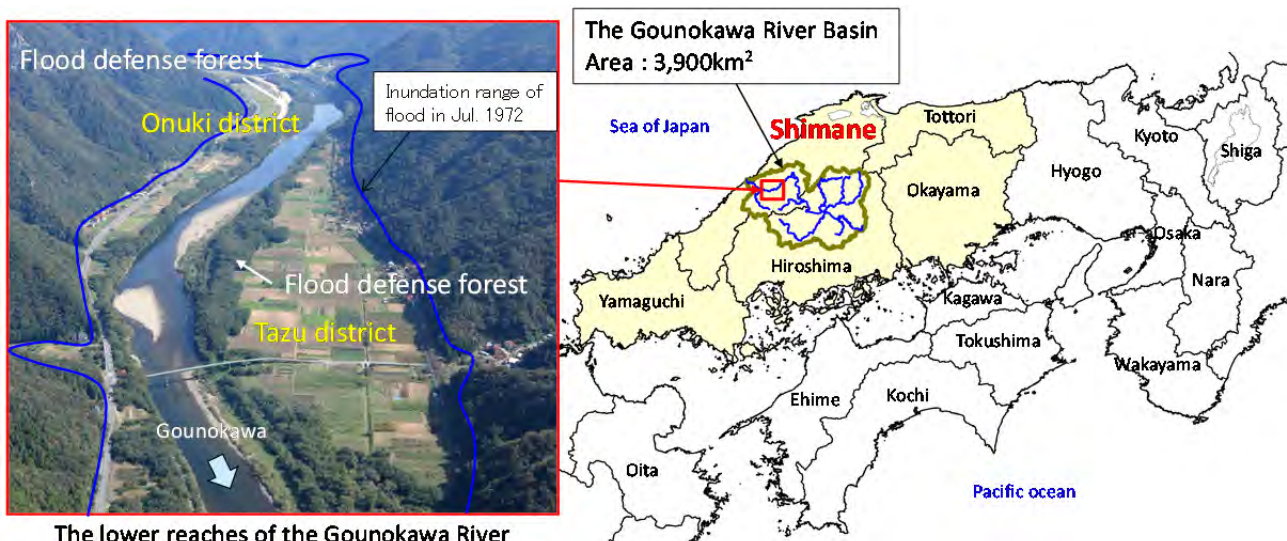 Flood defense forest
Onuki district
Inundation range of
flood in Jul. 1972
Flood defense forest
Tazu district
Gounokawa
The lower reaches of the Gounokawa River
The Gounokawa River Basin
Area : 3,900km²
Sea of Japan
Shimane
Tottori
Kyoto
Shiga
Hyogo
Okayama
Osaka
Hiroshima
Nara
Yamaguchi
Kagawa
Tokushima
Wakayama
Ehime
Kochi
Oita
Pacific ocean